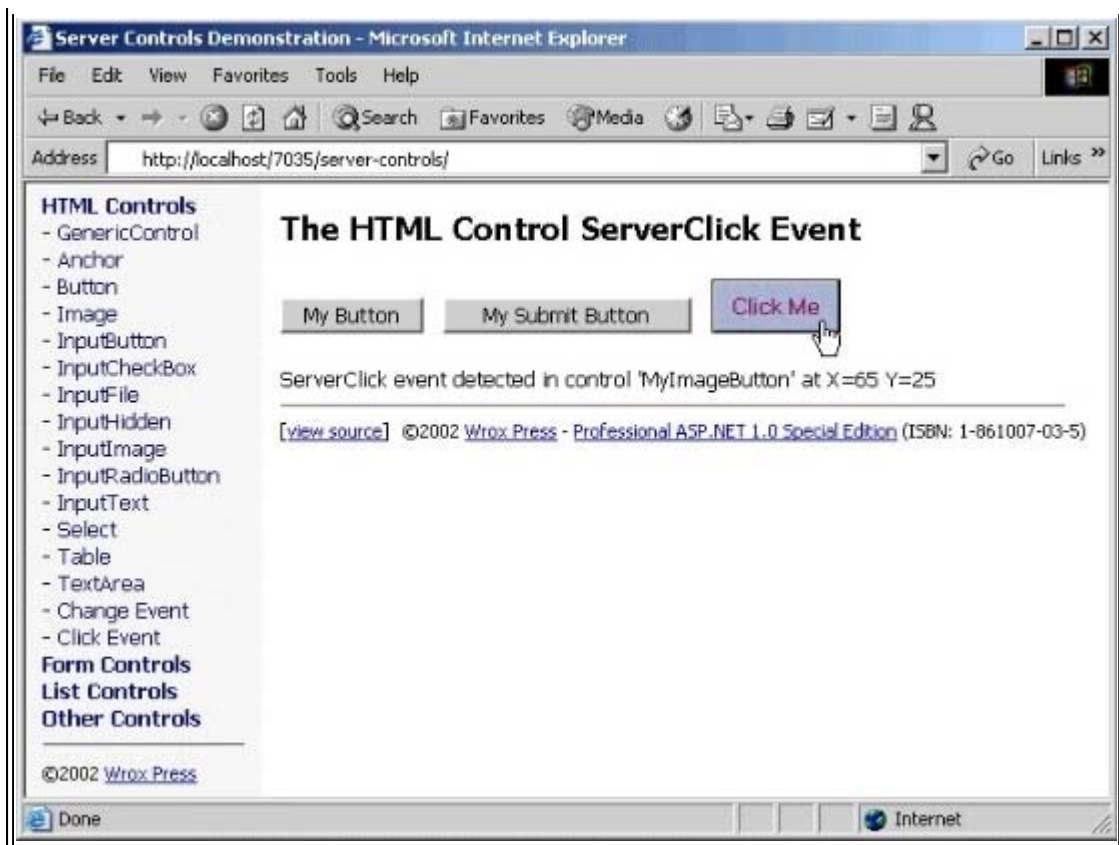 Server Controls Demonstration - Microsoft Internet Explorer
File Edit View Favorites Tools Help
Back Search Favorites Media
Address http://localhost/7035/server-controls/ Go Links »
HTML Controls
- GenericControl
- Anchor
- Button
- Image
- InputButton
- InputCheckBox
- InputFile
- InputHidden
- InputImage
- InputRadioButton
- InputText
- Select
- Table
- TextArea
- Change Event
- Click Event
Form Controls
List Controls
Other Controls
©2002 Wrox Press
The HTML Control ServerClick Event
My Button My Submit Button Click Me
ServerClick event detected in control 'MyImageButton' at X=65 Y=25
[view source] ©2002 Wrox Press - Professional ASP.NET 1.0 Special Edition (ISBN: 1-861007-03-5)
Done Internet